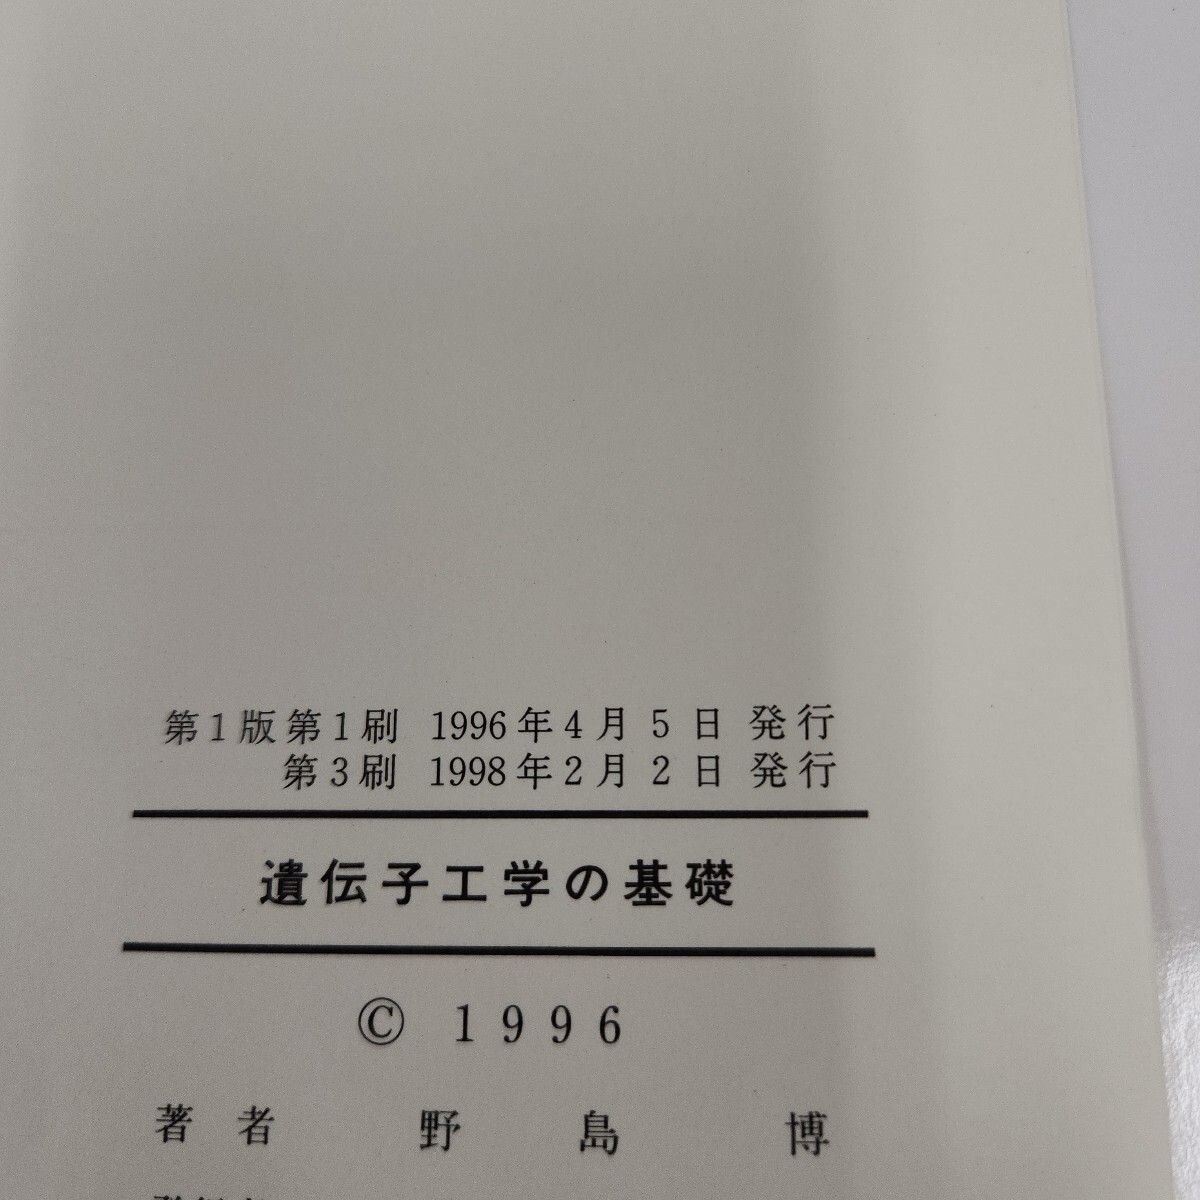 第1版第1刷 1996年4月5日 発行
第3刷 1998年2月2日 発行
遺伝子工学の基礎
© 1996
著者 野島博